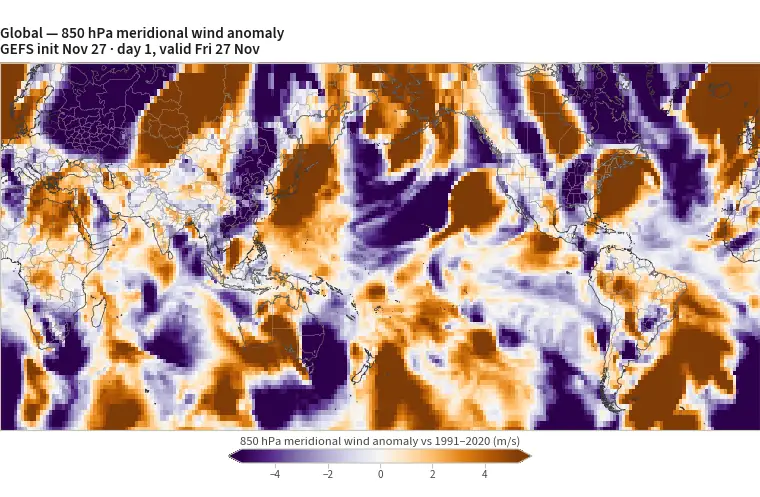 Global — 850 hPa meridional wind anomaly
GEFS init Nov 27 · day 1, valid Fri 27 Nov
850 hPa meridional wind anomaly vs 1991–2020 (m/s)
−4 −2 0 2 4